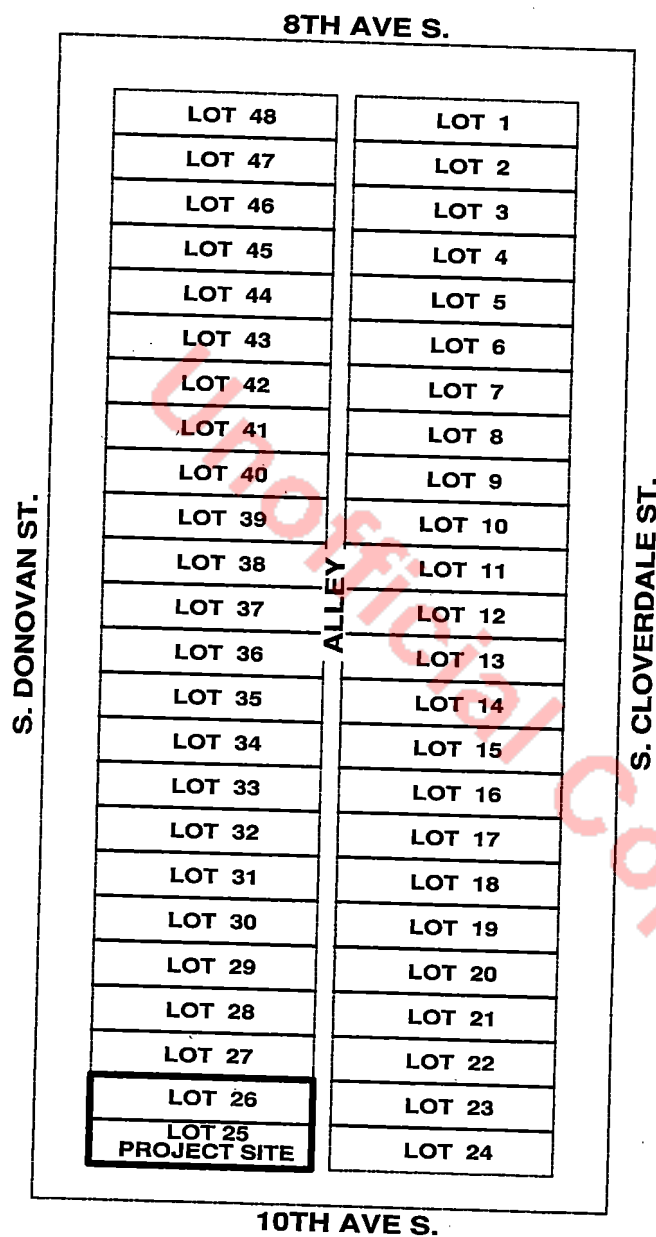 8TH AVE S.
LOT 48 LOT 1
LOT 47 LOT 2
LOT 46 LOT 3
LOT 45 LOT 4
LOT 44 LOT 5
LOT 43 LOT 6
LOT 42 LOT 7
LOT 41 LOT 8
LOT 40 LOT 9
LOT 39 LOT 10
LOT 38 LOT 11
LOT 37 LOT 12
LOT 36 LOT 13
LOT 35 LOT 14
LOT 34 LOT 15
LOT 33 LOT 16
LOT 32 LOT 17
LOT 31 LOT 18
LOT 30 LOT 19
LOT 29 LOT 20
LOT 28 LOT 21
LOT 27 LOT 22
LOT 26 LOT 23
LOT 25 LOT 24
PROJECT SITE
S. DONOVAN ST.
ALLEY
S. CLOVERDALE ST.
10TH AVE S.
Unofficial Co